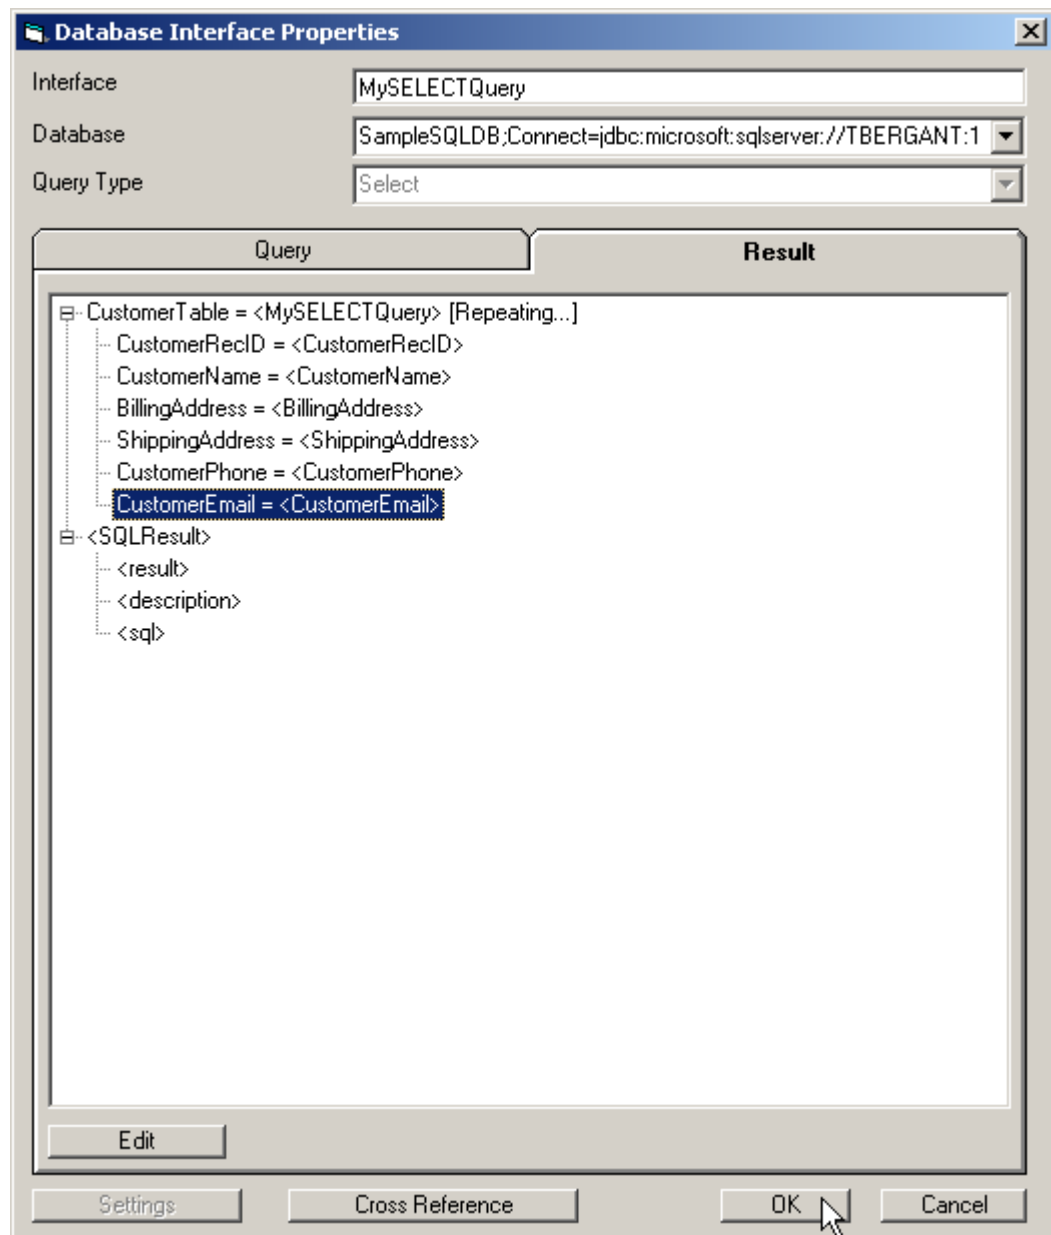 Database Interface Properties
Interface
MySELECTQuery
Database
SampleSQLDB;Connect=jdbc:microsoft:sqlserver://TBERGANT:1
Query Type
Select
Query
Result
CustomerTable = <MySELECTQuery> [Repeating...]
CustomerRecID = <CustomerRecID>
CustomerName = <CustomerName>
BillingAddress = <BillingAddress>
ShippingAddress = <ShippingAddress>
CustomerPhone = <CustomerPhone>
CustomerEmail = <CustomerEmail>
<SQLResult>
<result>
<description>
<sql>
Edit
Settings
Cross Reference
OK
Cancel